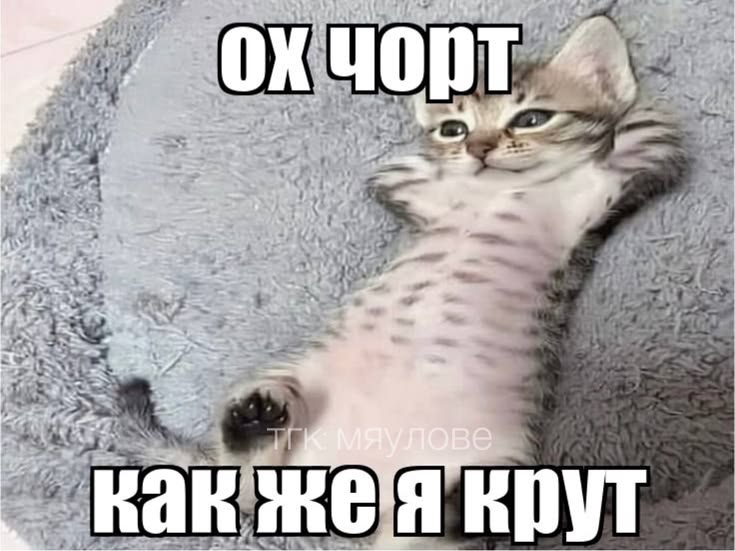 ох чорт
тгк: мяулове
как же я крут